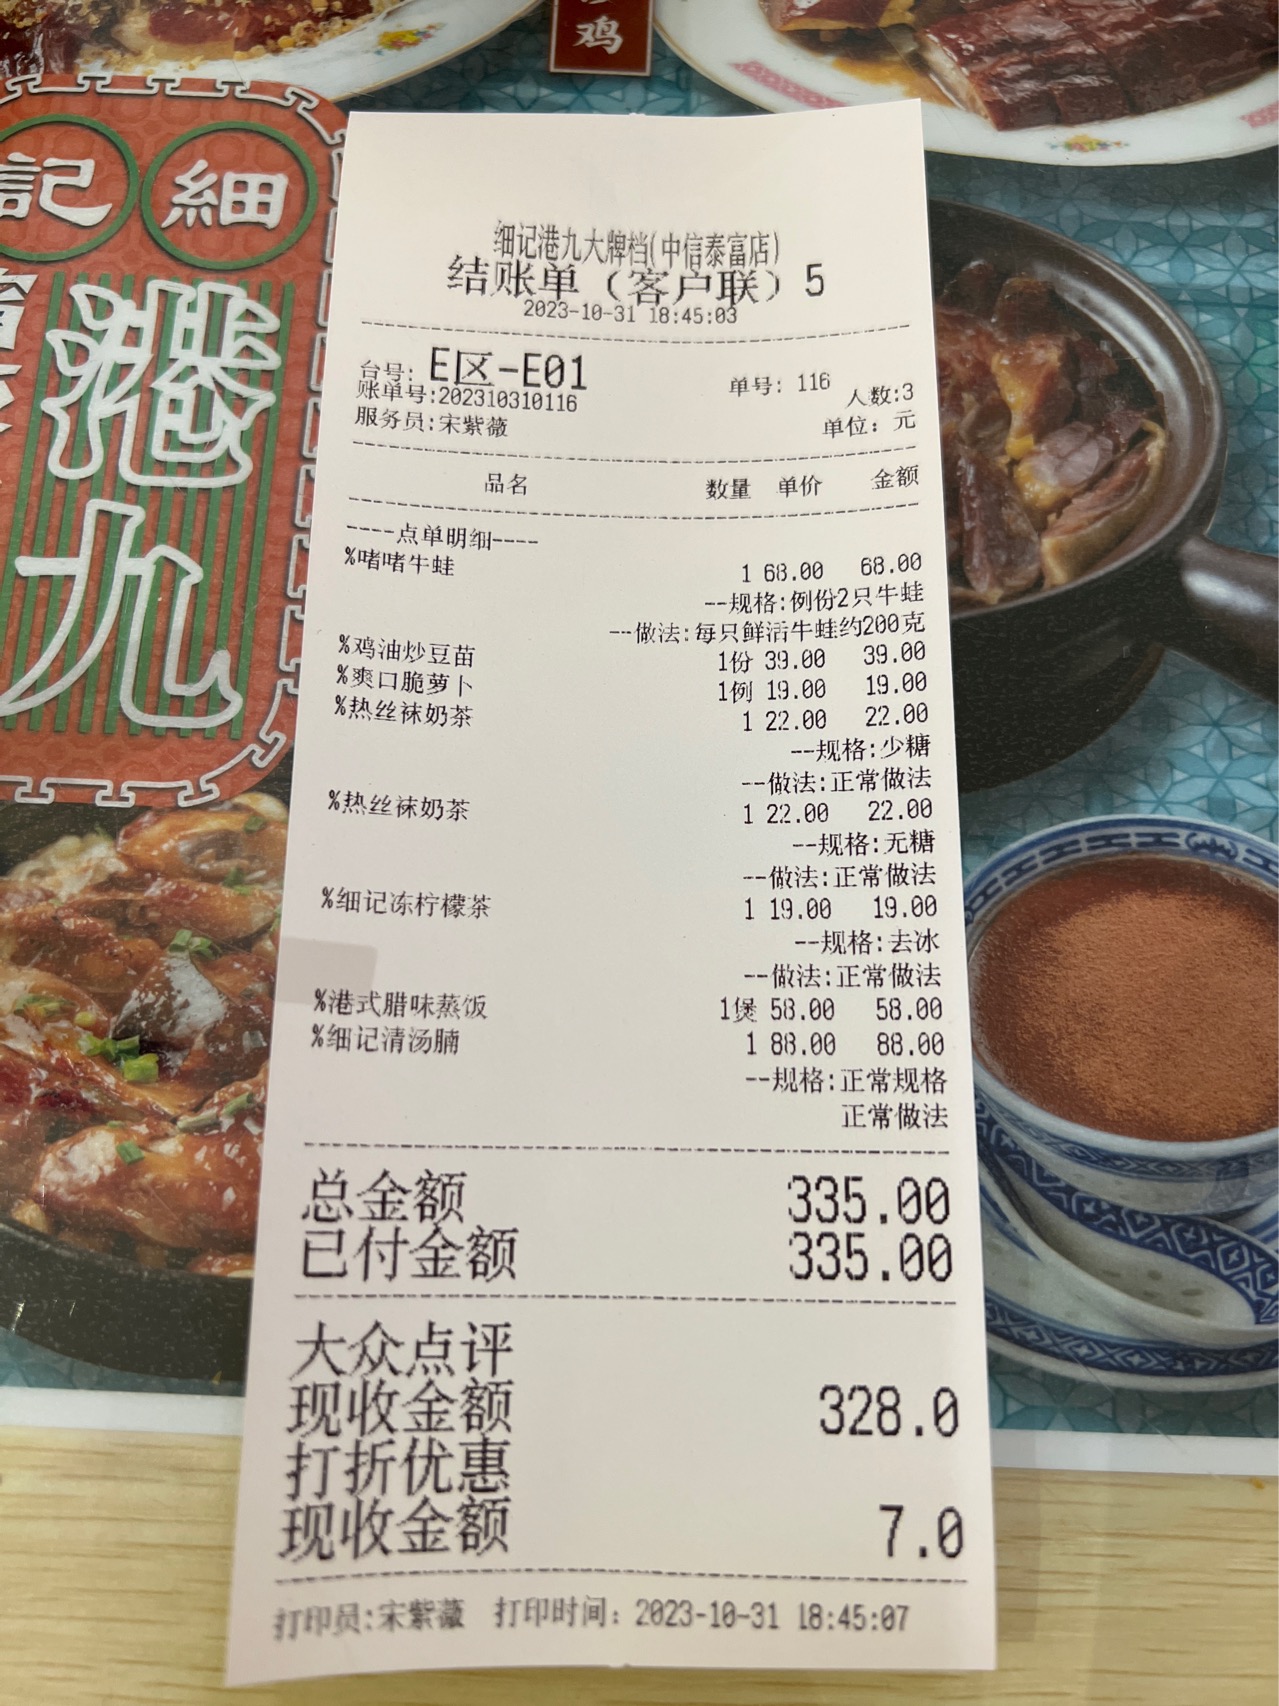 鸡
記細
港
九
细记港九大牌档(中信泰富店)
结账单（客户联）5
2023-10-31 18:45:03
台号: E区-E01 单号: 116
账单号:202310310116 人数:3
服务员:宋紫薇 单位: 元
品名 数量 单价 金额
----点单明细----
%啫啫牛蛙 1 68.00 68.00
--规格:例份2只牛蛙
--做法:每只鲜活牛蛙约200克
%鸡油炒豆苗 1份 39.00 39.00
%爽口脆萝卜 1例 19.00 19.00
%热丝袜奶茶 1 22.00 22.00
--规格:少糖
--做法:正常做法
%热丝袜奶茶 1 22.00 22.00
--规格:无糖
--做法:正常做法
%细记冻柠檬茶 1 19.00 19.00
--规格:去冰
--做法:正常做法
%港式腊味蒸饭 1煲 58.00 58.00
%细记清汤腩 1 88.00 88.00
--规格:正常规格
正常做法
总金额 335.00
已付金额 335.00
大众点评
现收金额 328.0
打折优惠
现收金额 7.0
打印员:宋紫薇 打印时间: 2023-10-31 18:45:07